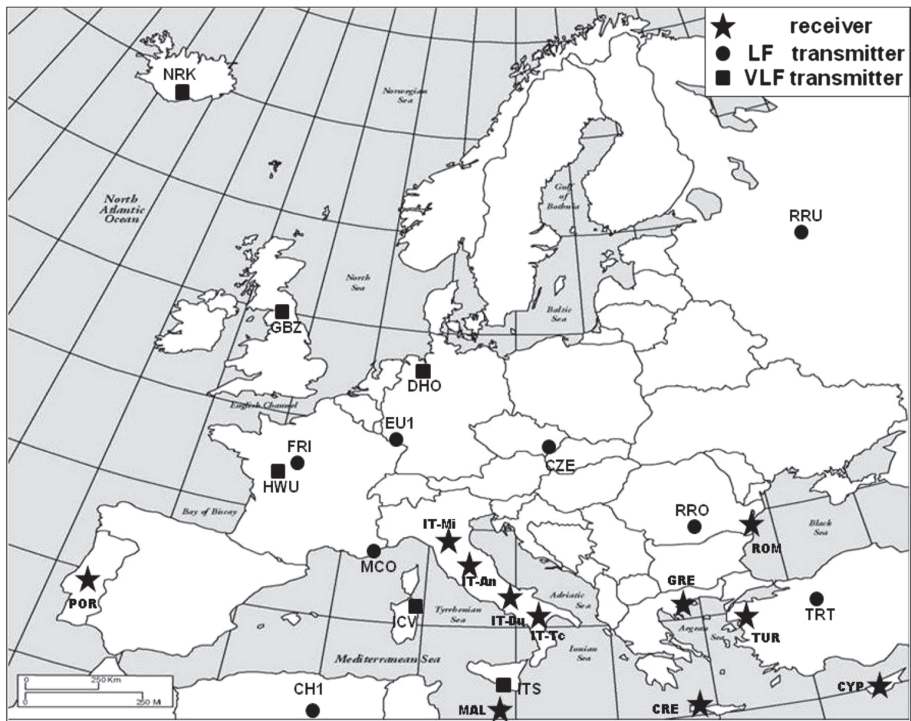 receiver
LF transmitter
VLF transmitter
NRK
Norwegian
Sea
North
Atlantic
Ocean
Gulf
of
Bothnia
RRU
North
Sea
Baltic
Sea
GBZ
DHO
English Channel
EU1
FRI
CZE
HWU
Bay of Biscay
RRO
IT-Mi
ROM
Black
Sea
MCO
IT-An
GRE
POR
ICV
Tyrrhenian
Sea
IT-Du
Adriatic
Sea
IT-Tc
Aegean
Sea
TUR
TRT
Ionian
Sea
Mediterranean Sea
0 250 Km
0 250 Mi
CH1
ITS
MAL
CRE
CYP